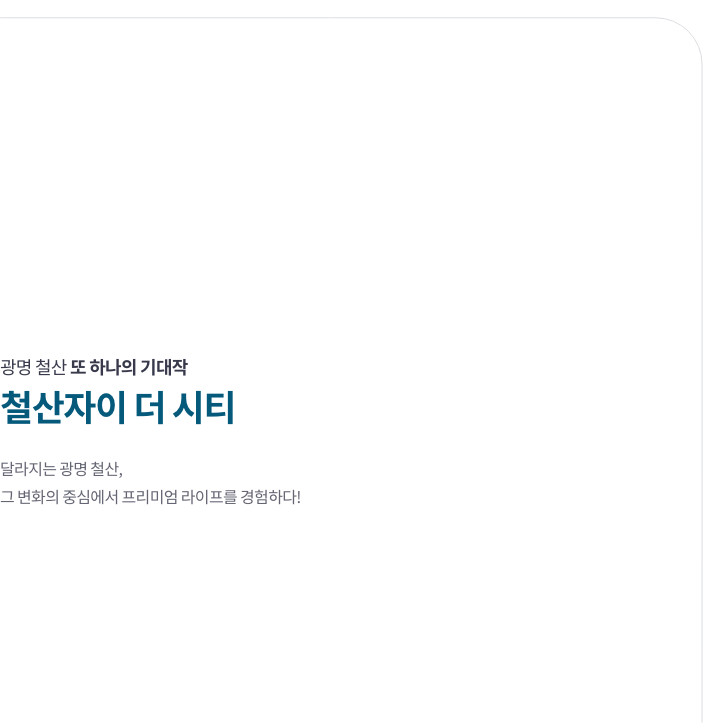 광명 철산 또 하나의 기대작
철산자이 더 시티
달라지는 광명 철산,
그 변화의 중심에서 프리미엄 라이프를 경험하다!